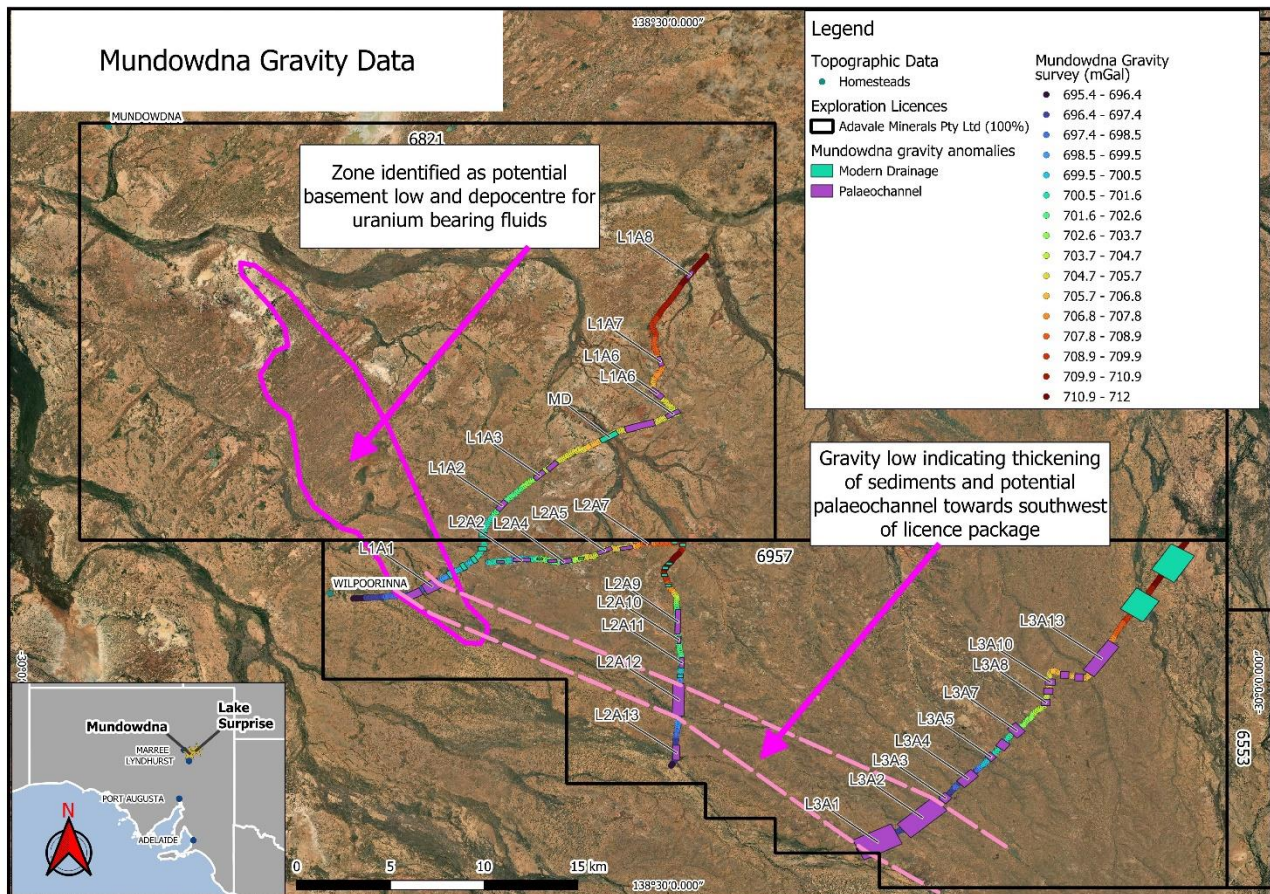 Mundowdna Gravity Data
138°30'0.000"
Legend
Topographic Data
Homesteads
Exploration Licences
Adavale Minerals Pty Ltd (100%)
Mundowdna gravity anomalies
Modern Drainage
Palaeochannel
Mundowdna Gravity
survey (mGal)
695.4 - 696.4
696.4 - 697.4
697.4 - 698.5
698.5 - 699.5
699.5 - 700.5
700.5 - 701.6
701.6 - 702.6
702.6 - 703.7
703.7 - 704.7
704.7 - 705.7
705.7 - 706.8
706.8 - 707.8
707.8 - 708.9
708.9 - 709.9
709.9 - 710.9
710.9 - 712
MUNDOWDNA
6821
Zone identified as potential
basement low and depocentre for
uranium bearing fluids
L1A8
L1A7
L1A6
L1A6
MD
L1A3
L1A2
L2A7
L2A5
L2A4
L2A2
L1A1
WILPOORINNA
6957
Gravity low indicating thickening
of sediments and potential
palaeochannel towards southwest
of licence package
L2A9
L2A10
L2A11
L2A12
L2A13
L3A13
L3A10
L3A8
L3A7
L3A5
L3A4
L3A3
L3A2
L3A1
6553
-30°0'0.000"
Mundowdna
Lake
Surprise
MARREE
LYNDHURST
PORT AUGUSTA
ADELAIDE
N
0
5
10
15 km
138°30'0.000"